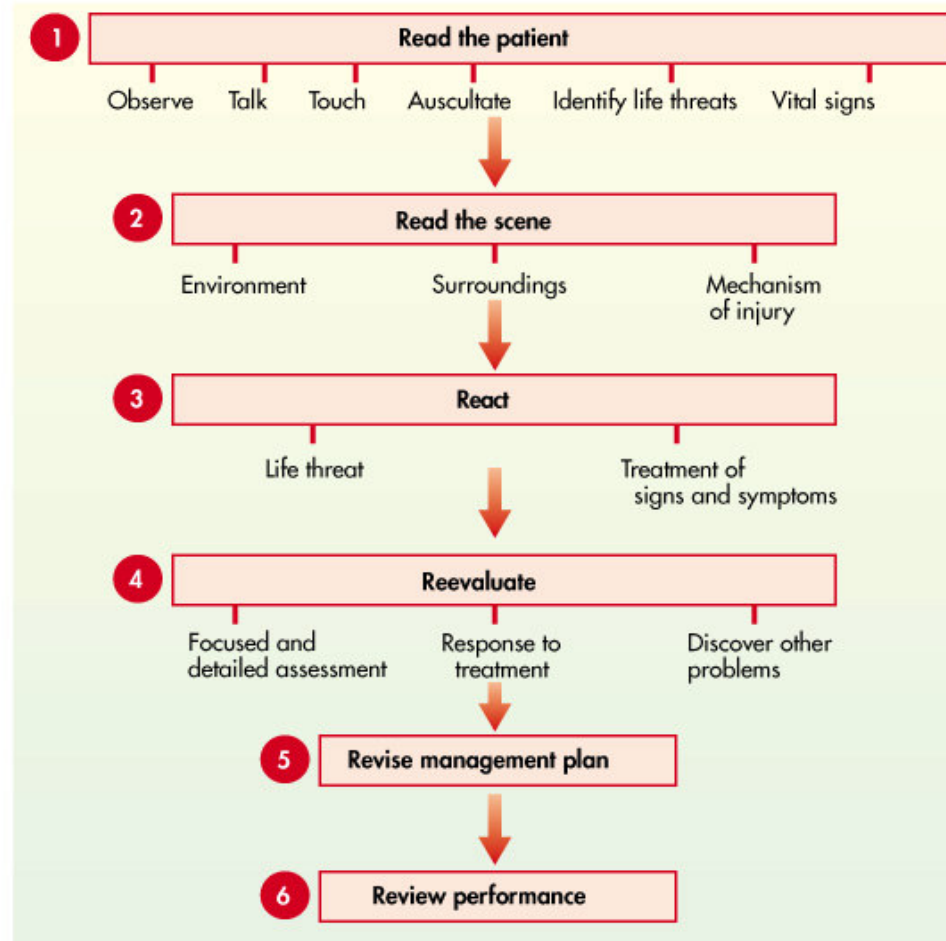 1 Read the patient
Observe Talk Touch Auscultate Identify life threats Vital signs
2 Read the scene
Environment Surroundings Mechanism
of injury
3 React
Life threat Treatment of
signs and symptoms
4 Reevaluate
Focused and
detailed assessment
Response to
treatment
Discover other
problems
5 Revise management plan
6 Review performance